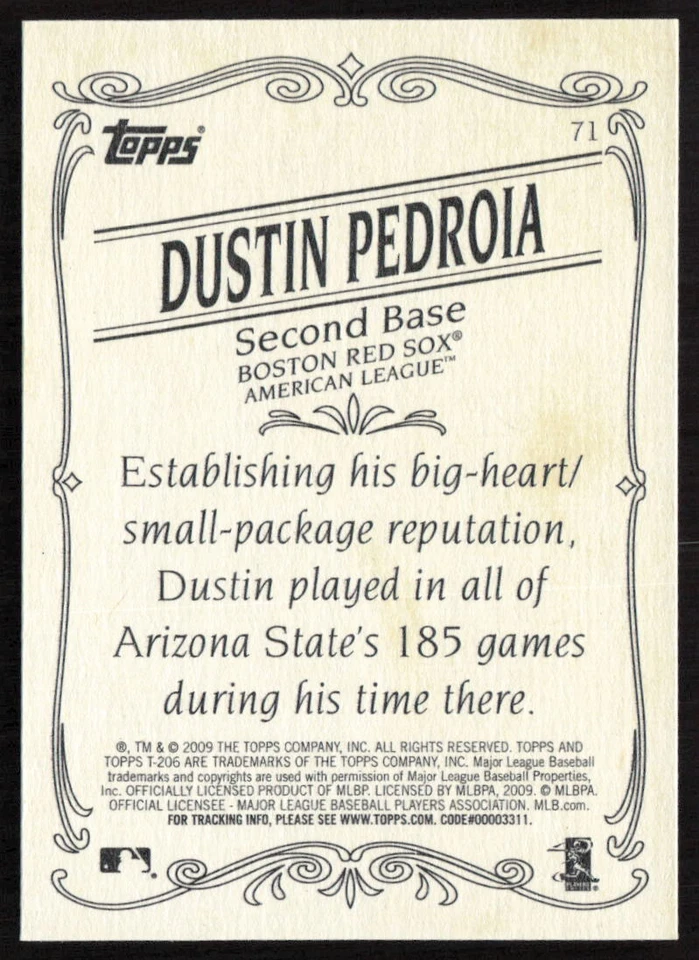 topps®
71
DUSTIN PEDROIA
Second Base
BOSTON RED SOX®
AMERICAN LEAGUE™
Establishing his big-heart/
small-package reputation,
Dustin played in all of
Arizona State's 185 games
during his time there.
®, TM & © 2009 THE TOPPS COMPANY, INC. ALL RIGHTS RESERVED. TOPPS AND
TOPPS T-206 ARE TRADEMARKS OF THE TOPPS COMPANY, INC. Major League Baseball
trademarks and copyrights are used with permission of Major League Baseball Properties,
Inc. OFFICIALLY LICENSED PRODUCT OF MLBP. LICENSED BY MLBPA, 2009. © MLBPA.
OFFICIAL LICENSEE - MAJOR LEAGUE BASEBALL PLAYERS ASSOCIATION. MLB.com.
FOR TRACKING INFO, PLEASE SEE WWW.TOPPS.COM. CODE#00003311.
PLAYERS